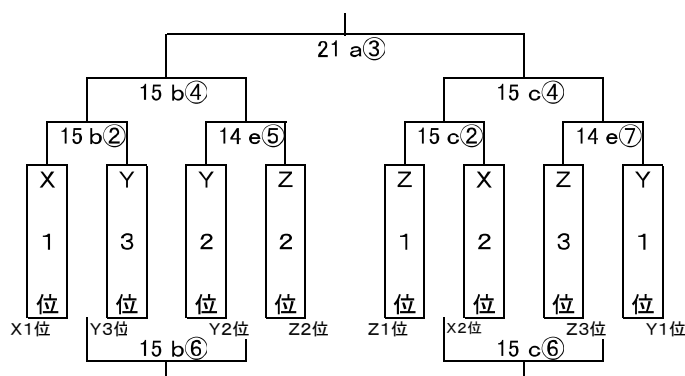 21 a③
15 b④ 15 c④
15 b② 14 e⑤ 15 c② 14 e⑦
X Y Y Z Z X Z Y
1 3 2 2 1 2 3 1
位 位 位 位 位 位 位 位
X1位 Y3位 Y2位 Z2位 Z1位 X2位 Z3位 Y1位
15 b⑥ 15 c⑥